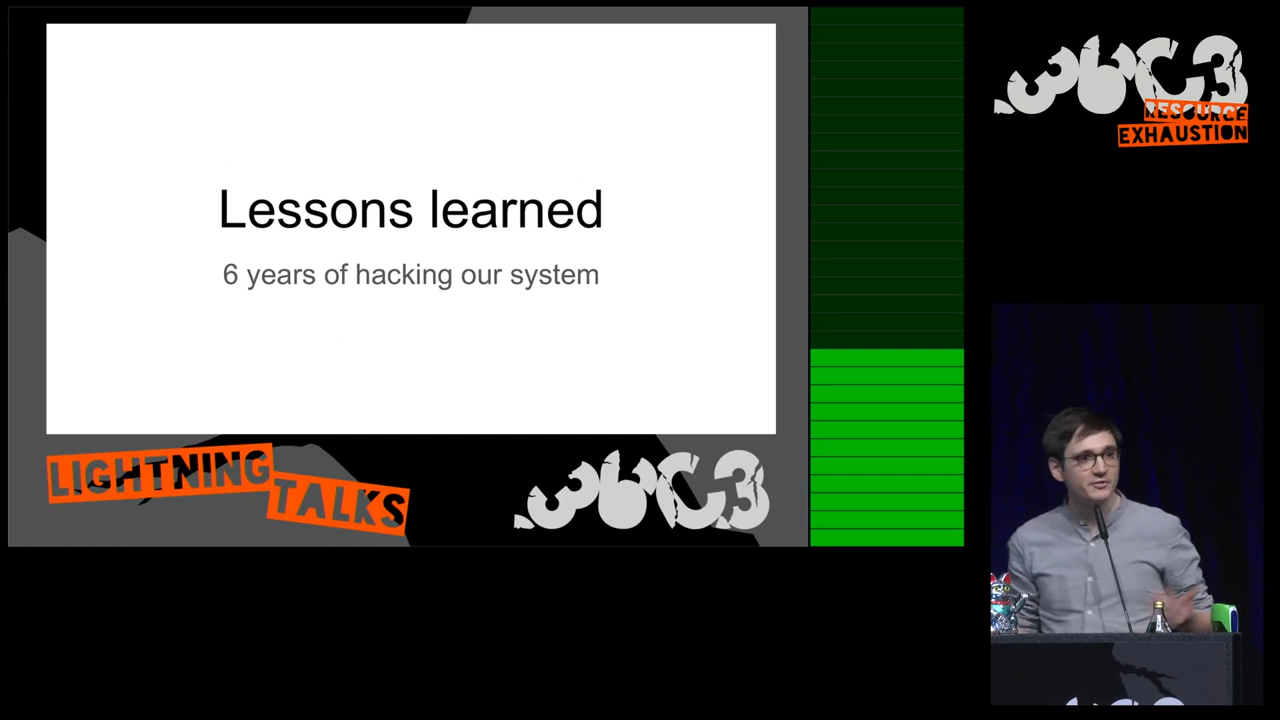 Lessons learned
6 years of hacking our system
LIGHTNING
TALKS
36C3
36C3
RESOURCE
EXHAUSTION